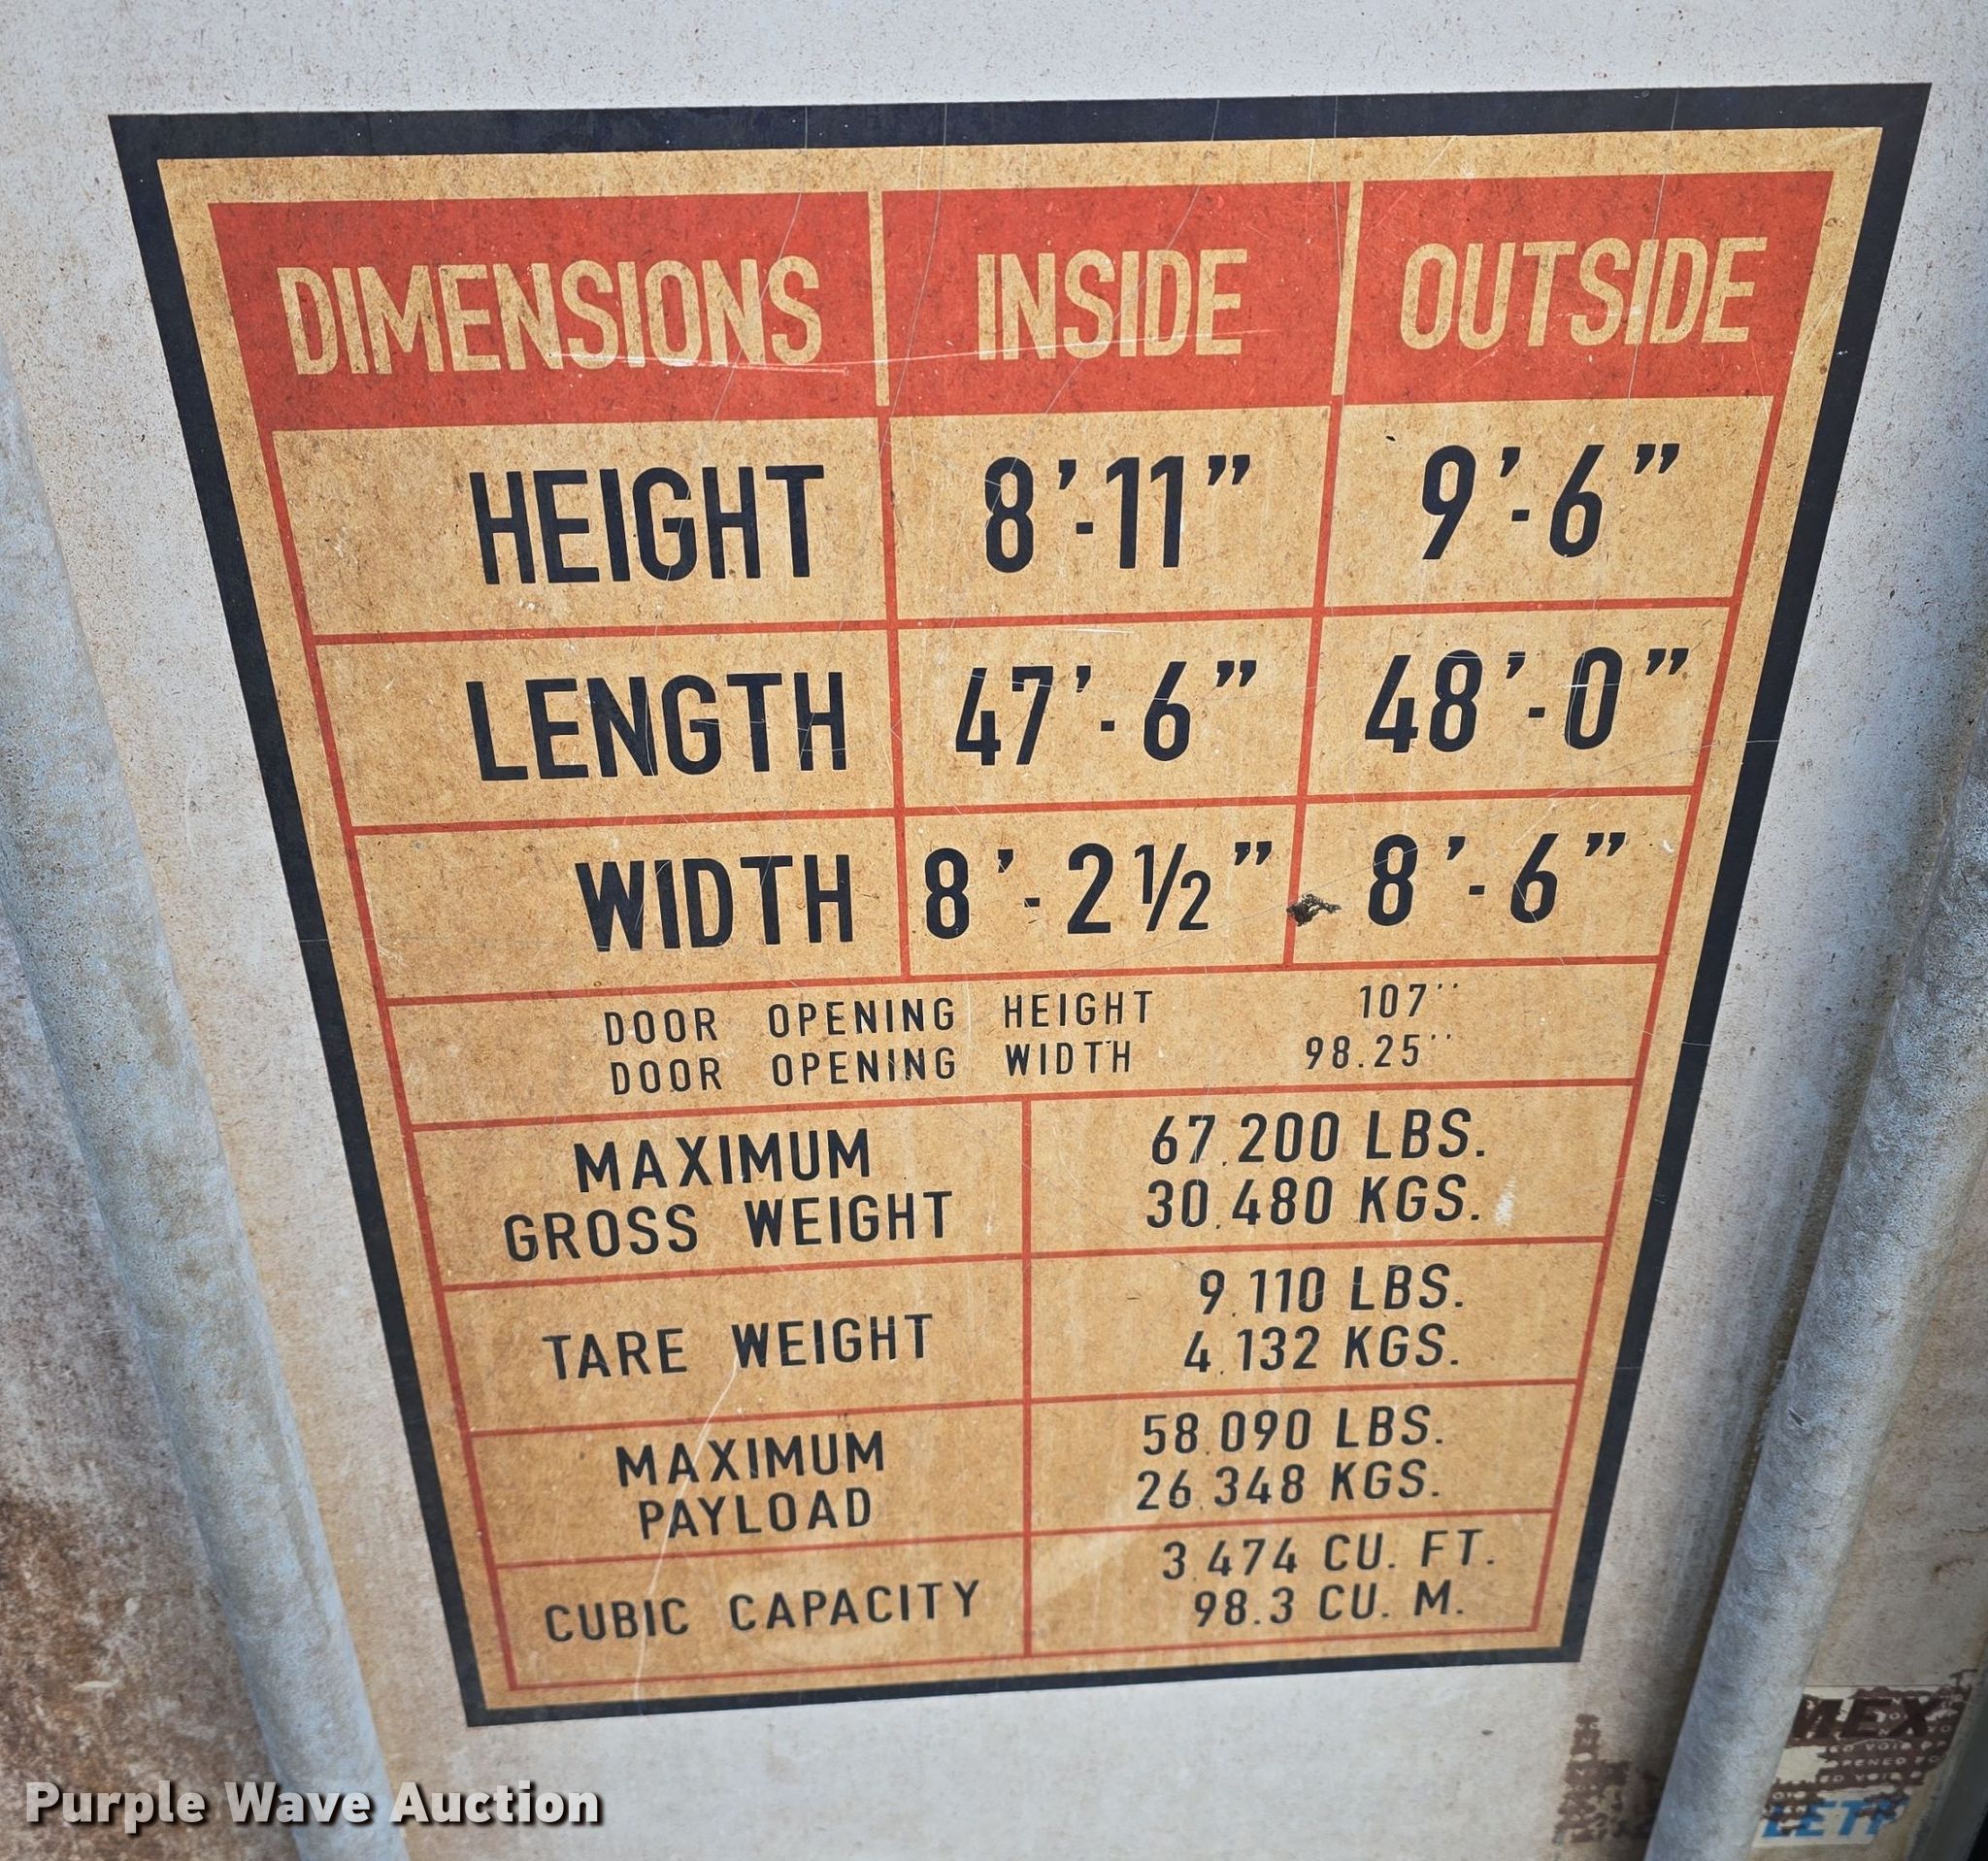 DIMENSIONS INSIDE OUTSIDE
HEIGHT 8'-11" 9'-6"
LENGTH 47'-6" 48'-0"
WIDTH 8'-2½" 8'-6"
DOOR OPENING HEIGHT 107"
DOOR OPENING WIDTH 98.25"
MAXIMUM
GROSS WEIGHT
67,200 LBS.
30,480 KGS.
TARE WEIGHT
9,110 LBS.
4,132 KGS.
MAXIMUM
PAYLOAD
58,090 LBS.
26,348 KGS.
CUBIC CAPACITY
3,474 CU. FT.
98.3 CU. M.
Purple Wave Auction